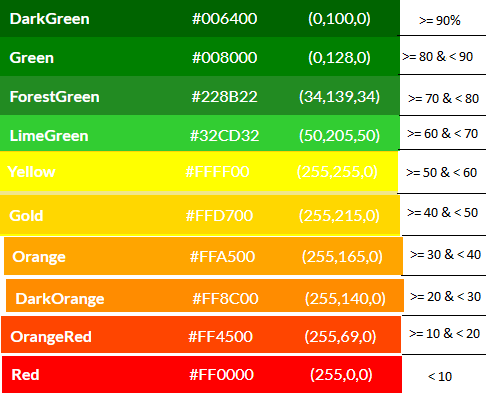 DarkGreen #006400 (0,100,0) >= 90%
Green #008000 (0,128,0) >= 80 & < 90
ForestGreen #228B22 (34,139,34) >= 70 & < 80
LimeGreen #32CD32 (50,205,50) >= 60 & < 70
Yellow #FFFF00 (255,255,0) >= 50 & < 60
Gold #FFD700 (255,215,0) >= 40 & < 50
Orange #FFA500 (255,165,0) >= 30 & < 40
DarkOrange #FF8C00 (255,140,0) >= 20 & < 30
OrangeRed #FF4500 (255,69,0) >= 10 & < 20
Red #FF0000 (255,0,0) < 10